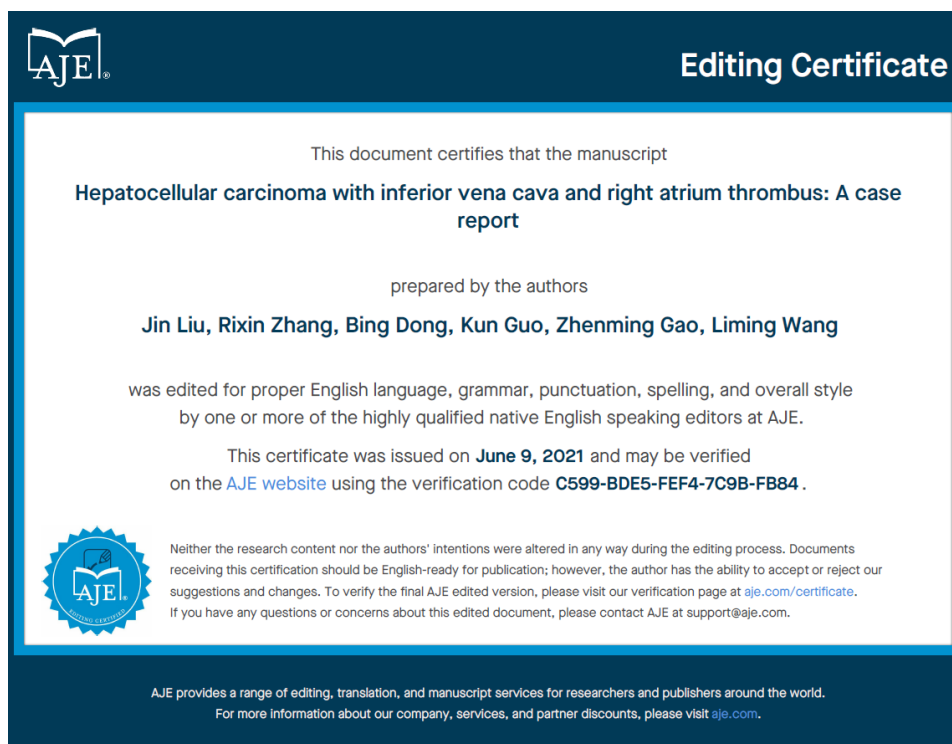 AJE®
Editing Certificate
This document certifies that the manuscript
Hepatocellular carcinoma with inferior vena cava and right atrium thrombus: A case
report
prepared by the authors
Jin Liu, Rixin Zhang, Bing Dong, Kun Guo, Zhenming Gao, Liming Wang
was edited for proper English language, grammar, punctuation, spelling, and overall style
by one or more of the highly qualified native English speaking editors at AJE.
This certificate was issued on June 9, 2021 and may be verified
on the AJE website using the verification code C599-BDE5-FEF4-7C9B-FB84.
AJE®
EDITING CERTIFIED
Neither the research content nor the authors' intentions were altered in any way during the editing process. Documents
receiving this certification should be English-ready for publication; however, the author has the ability to accept or reject our
suggestions and changes. To verify the final AJE edited version, please visit our verification page at aje.com/certificate.
If you have any questions or concerns about this edited document, please contact AJE at support@aje.com.
AJE provides a range of editing, translation, and manuscript services for researchers and publishers around the world.
For more information about our company, services, and partner discounts, please visit aje.com.